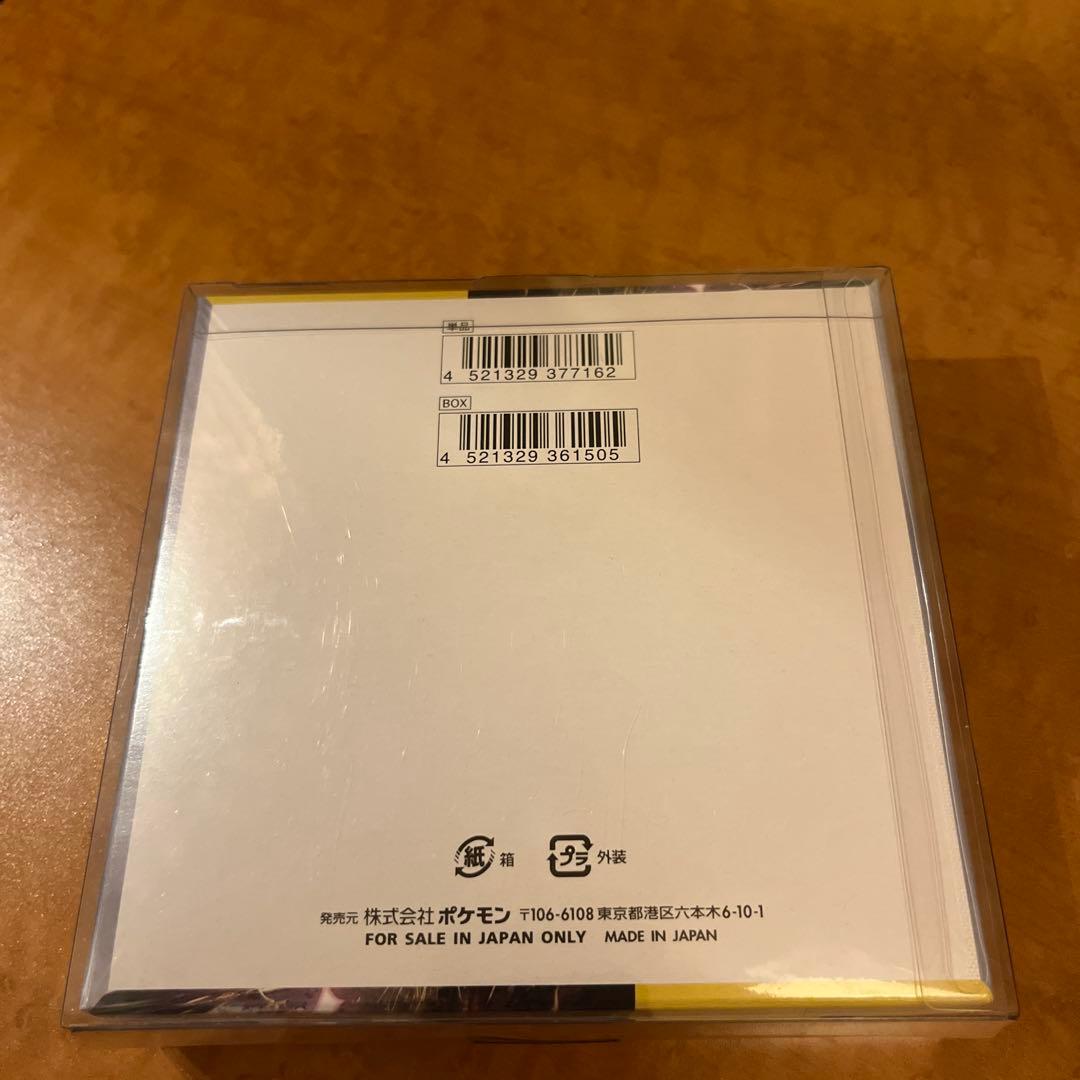 単品
4 521329 377162
BOX
4 521329 361505
紙 箱 プラ 外装
発売元 株式会社 ポケモン 〒106-6108 東京都港区六本木6-10-1
FOR SALE IN JAPAN ONLY MADE IN JAPAN